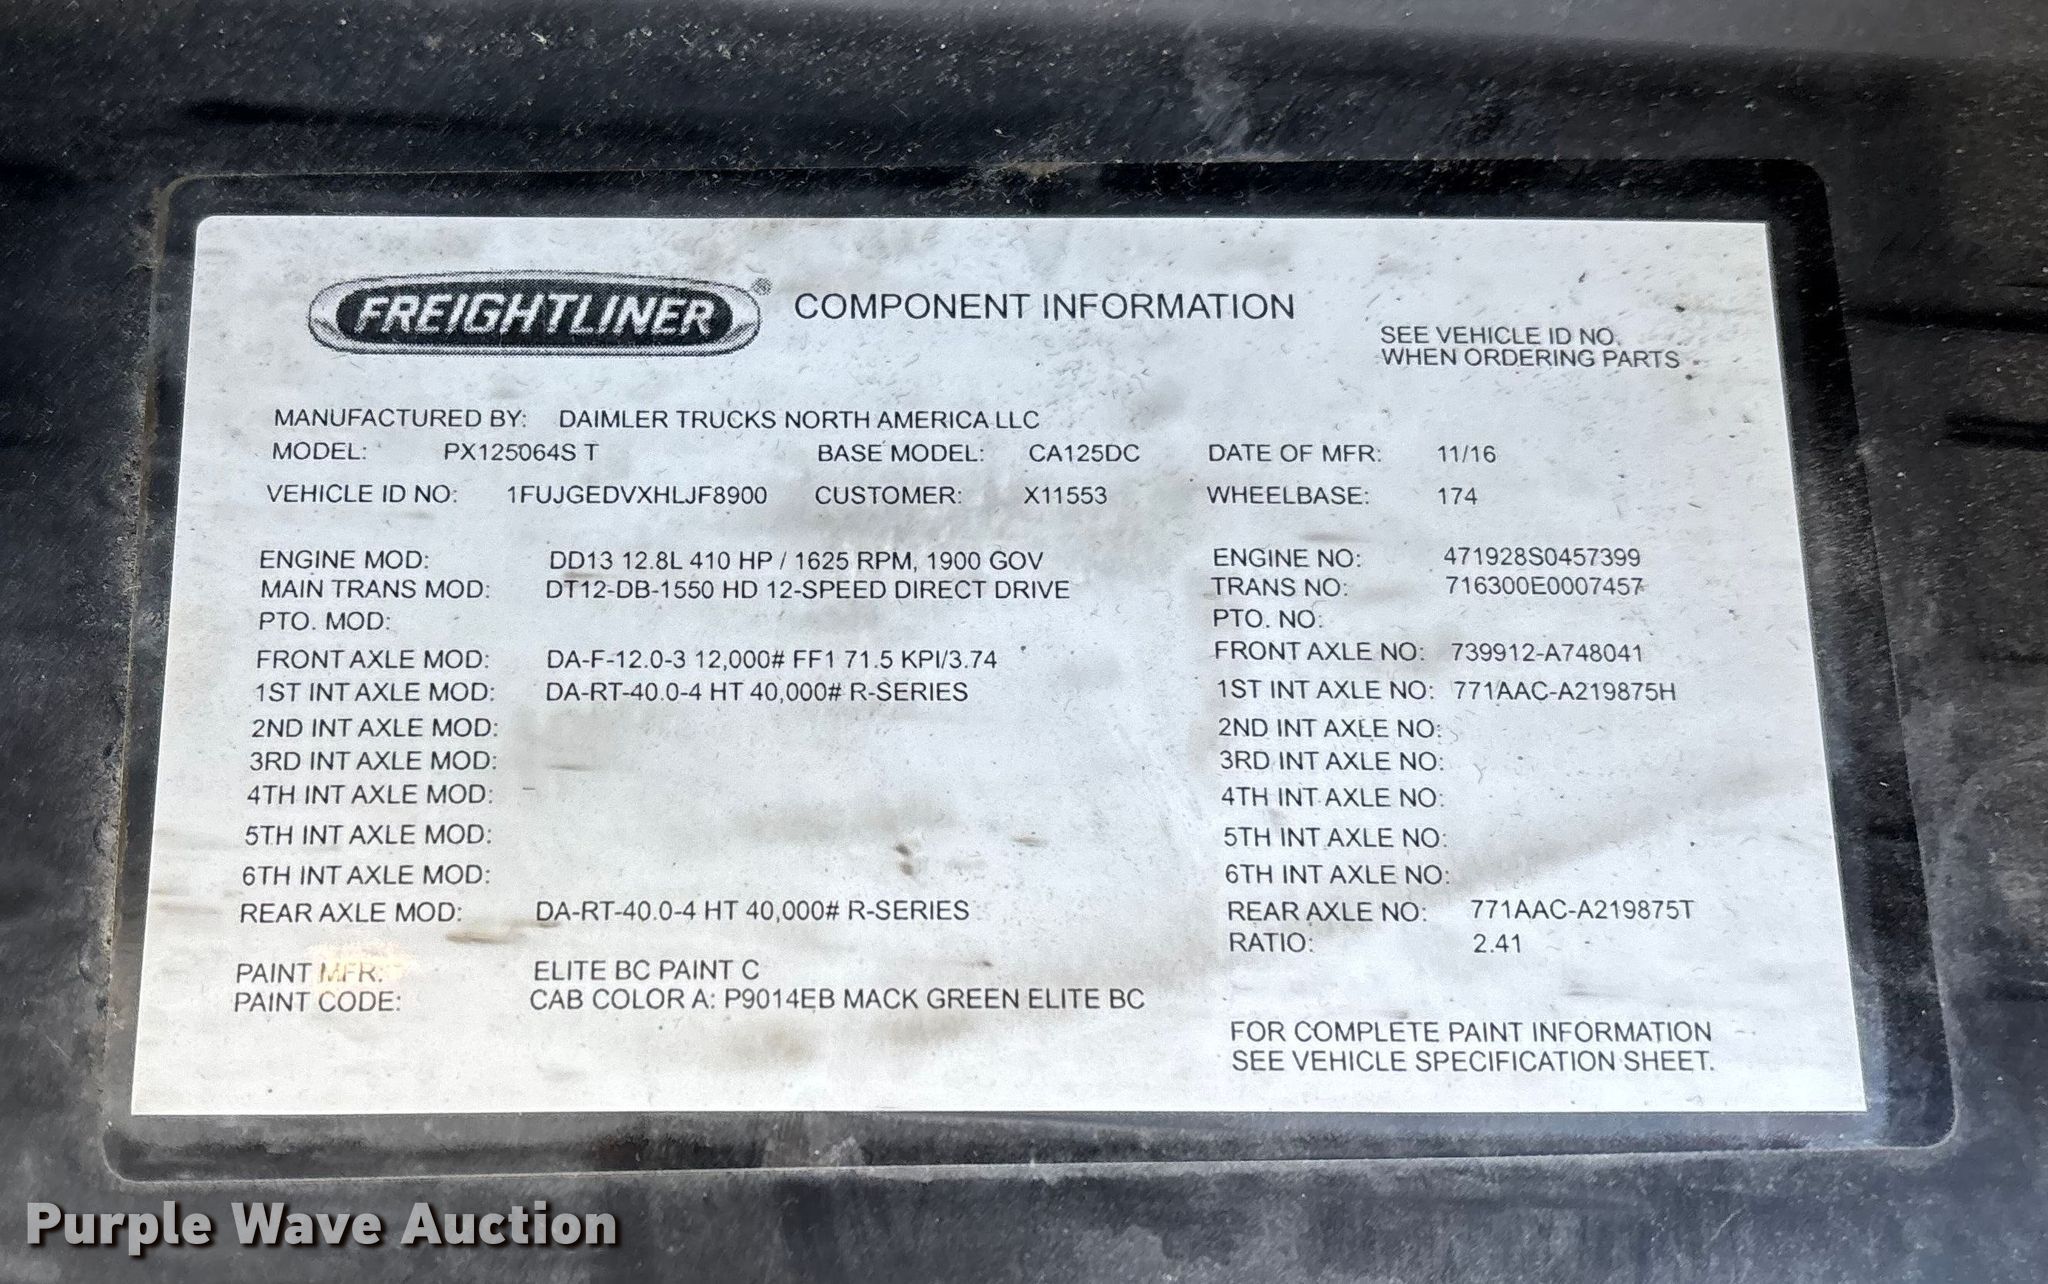 FREIGHTLINER® COMPONENT INFORMATION
SEE VEHICLE ID NO.
WHEN ORDERING PARTS
MANUFACTURED BY: DAIMLER TRUCKS NORTH AMERICA LLC
MODEL: PX125064S T BASE MODEL: CA125DC DATE OF MFR: 11/16
VEHICLE ID NO: 1FUJGEDVXHLJF8900 CUSTOMER: X11553 WHEELBASE: 174
ENGINE MOD: DD13 12.8L 410 HP / 1625 RPM, 1900 GOV ENGINE NO: 471928S0457399
MAIN TRANS MOD: DT12-DB-1550 HD 12-SPEED DIRECT DRIVE TRANS NO: 716300E0007457
PTO. MOD: PTO. NO:
FRONT AXLE MOD: DA-F-12.0-3 12,000# FF1 71.5 KPI/3.74 FRONT AXLE NO: 739912-A748041
1ST INT AXLE MOD: DA-RT-40.0-4 HT 40,000# R-SERIES 1ST INT AXLE NO: 771AAC-A219875H
2ND INT AXLE MOD: 2ND INT AXLE NO:
3RD INT AXLE MOD: 3RD INT AXLE NO:
4TH INT AXLE MOD: 4TH INT AXLE NO:
5TH INT AXLE MOD: 5TH INT AXLE NO:
6TH INT AXLE MOD: 6TH INT AXLE NO:
REAR AXLE MOD: DA-RT-40.0-4 HT 40,000# R-SERIES REAR AXLE NO: 771AAC-A219875T
RATIO: 2.41
PAINT MFR: ELITE BC PAINT C
PAINT CODE: CAB COLOR A: P9014EB MACK GREEN ELITE BC
FOR COMPLETE PAINT INFORMATION
SEE VEHICLE SPECIFICATION SHEET.
Purple Wave Auction